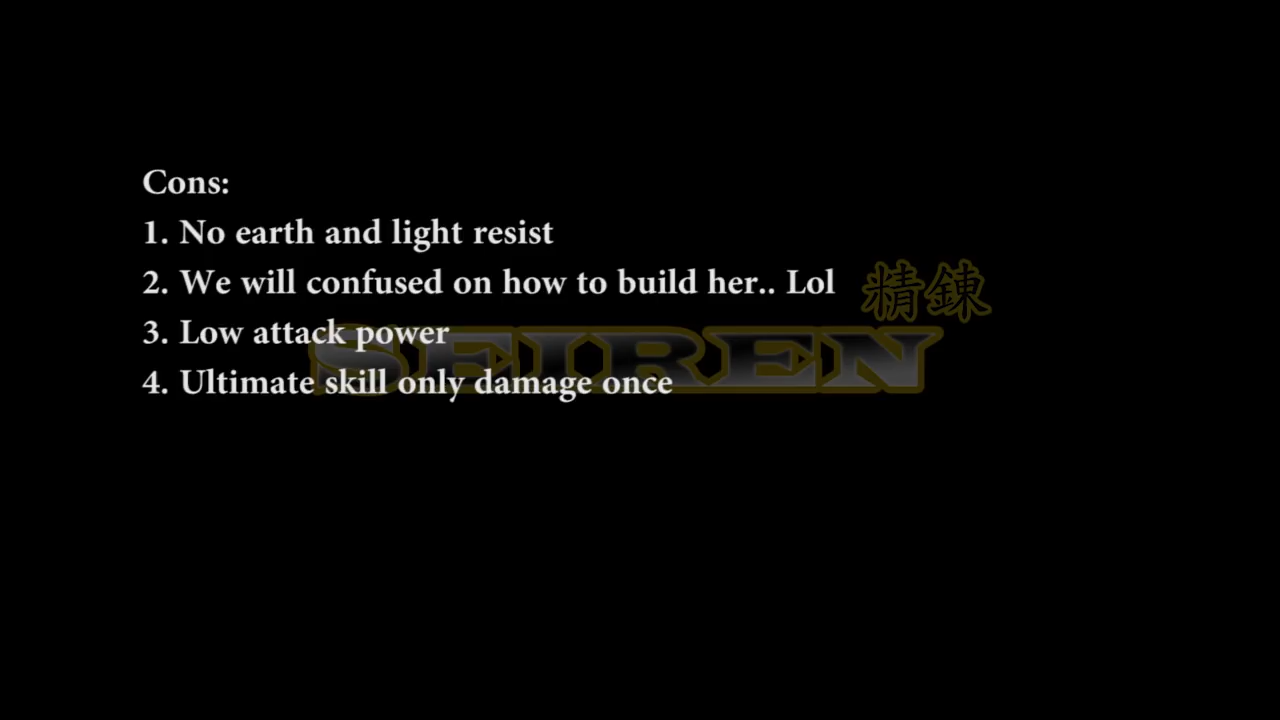 Cons:
1. No earth and light resist
2. We will confused on how to build her.. Lol
精錬
3. Low attack power
SEIREN
4. Ultimate skill only damage once